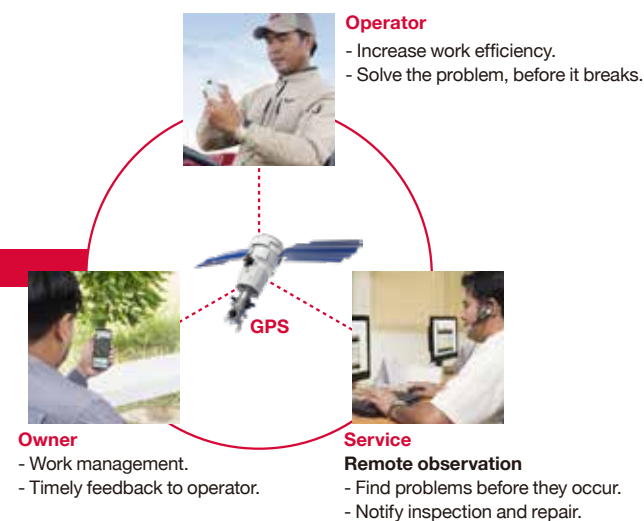 Operator
- Increase work efficiency.
- Solve the problem, before it breaks.
GPS
Owner
- Work management.
- Timely feedback to operator.
Service
Remote observation
- Find problems before they occur.
- Notify inspection and repair.